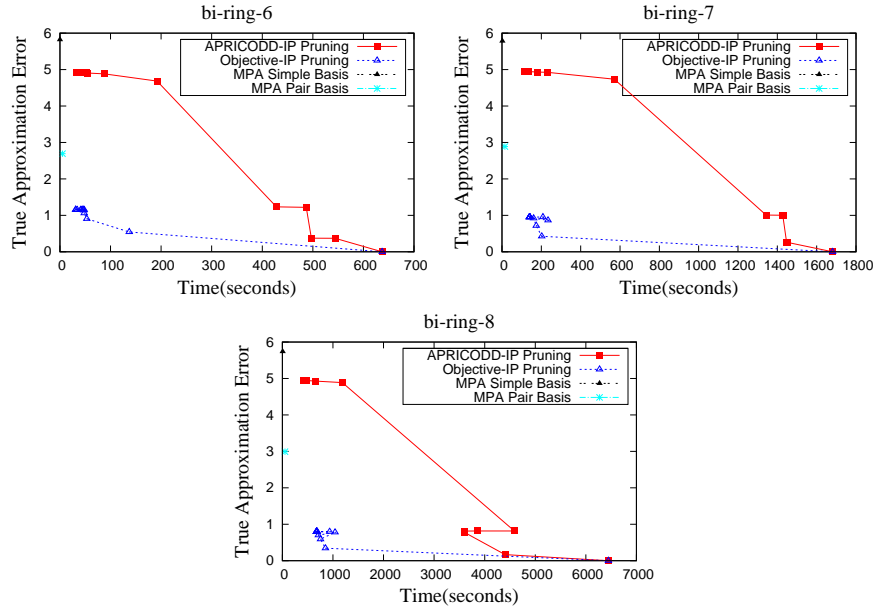 bi-ring-6
APRICODD-IP Pruning
Objective-IP Pruning
MPA Simple Basis
MPA Pair Basis
6
5
4
3
2
1
0
True Approximation Error
0 100 200 300 400 500 600 700
Time(seconds)
bi-ring-7
APRICODD-IP Pruning
Objective-IP Pruning
MPA Simple Basis
MPA Pair Basis
6
5
4
3
2
1
0
True Approximation Error
0 200 400 600 800 1000 1200 1400 1600 1800
Time(seconds)
bi-ring-8
APRICODD-IP Pruning
Objective-IP Pruning
MPA Simple Basis
MPA Pair Basis
6
5
4
3
2
1
0
True Approximation Error
0 1000 2000 3000 4000 5000 6000 7000
Time(seconds)